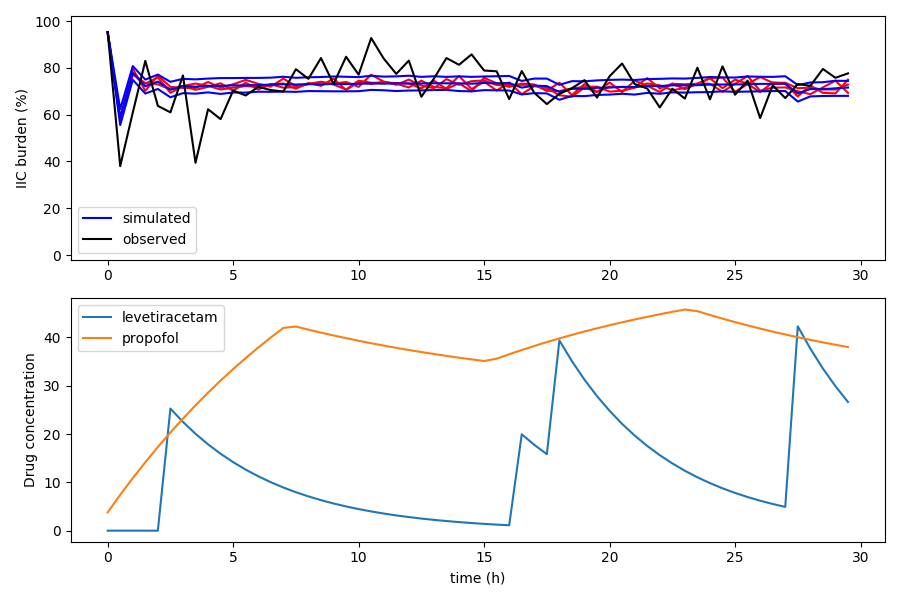 100
80
60
40
20
0
IIC burden (%)
simulated
observed
0 5 10 15 20 25 30
levetiracetam
propofol
40
30
20
10
0
Drug concentration
0 5 10 15 20 25 30
time (h)